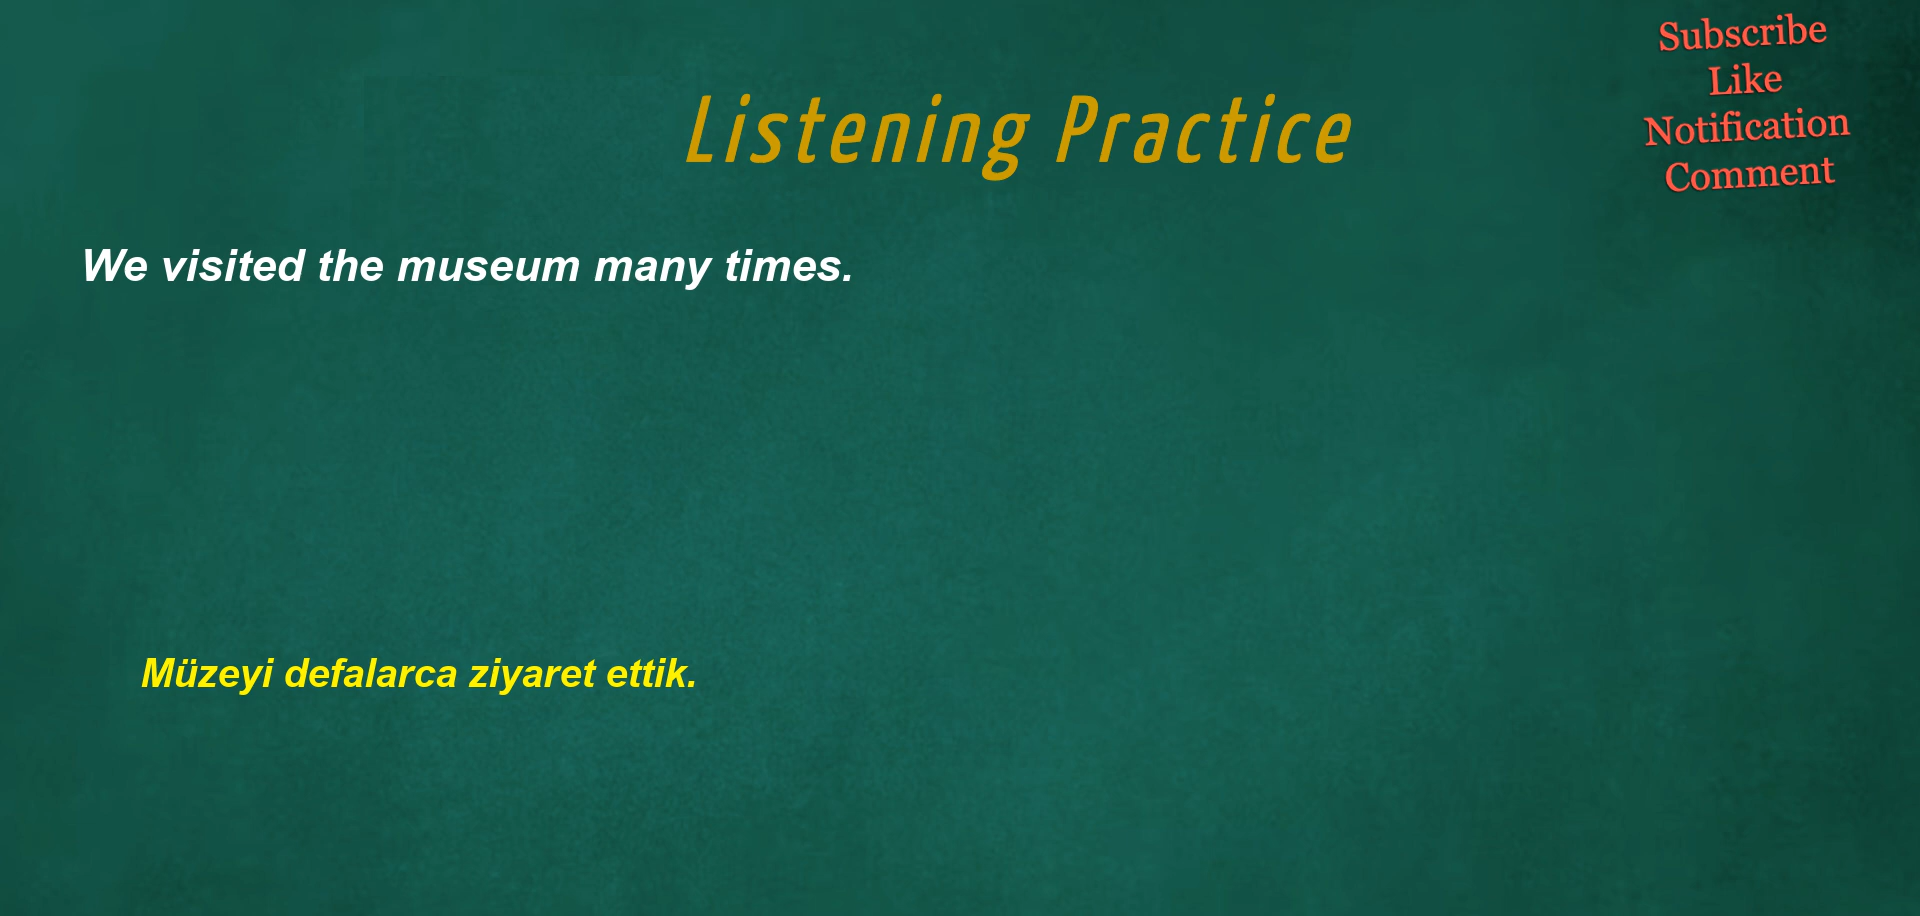 Listening Practice
Subscribe
Like
Notification
Comment
We visited the museum many times.
Müzeyi defalarca ziyaret ettik.